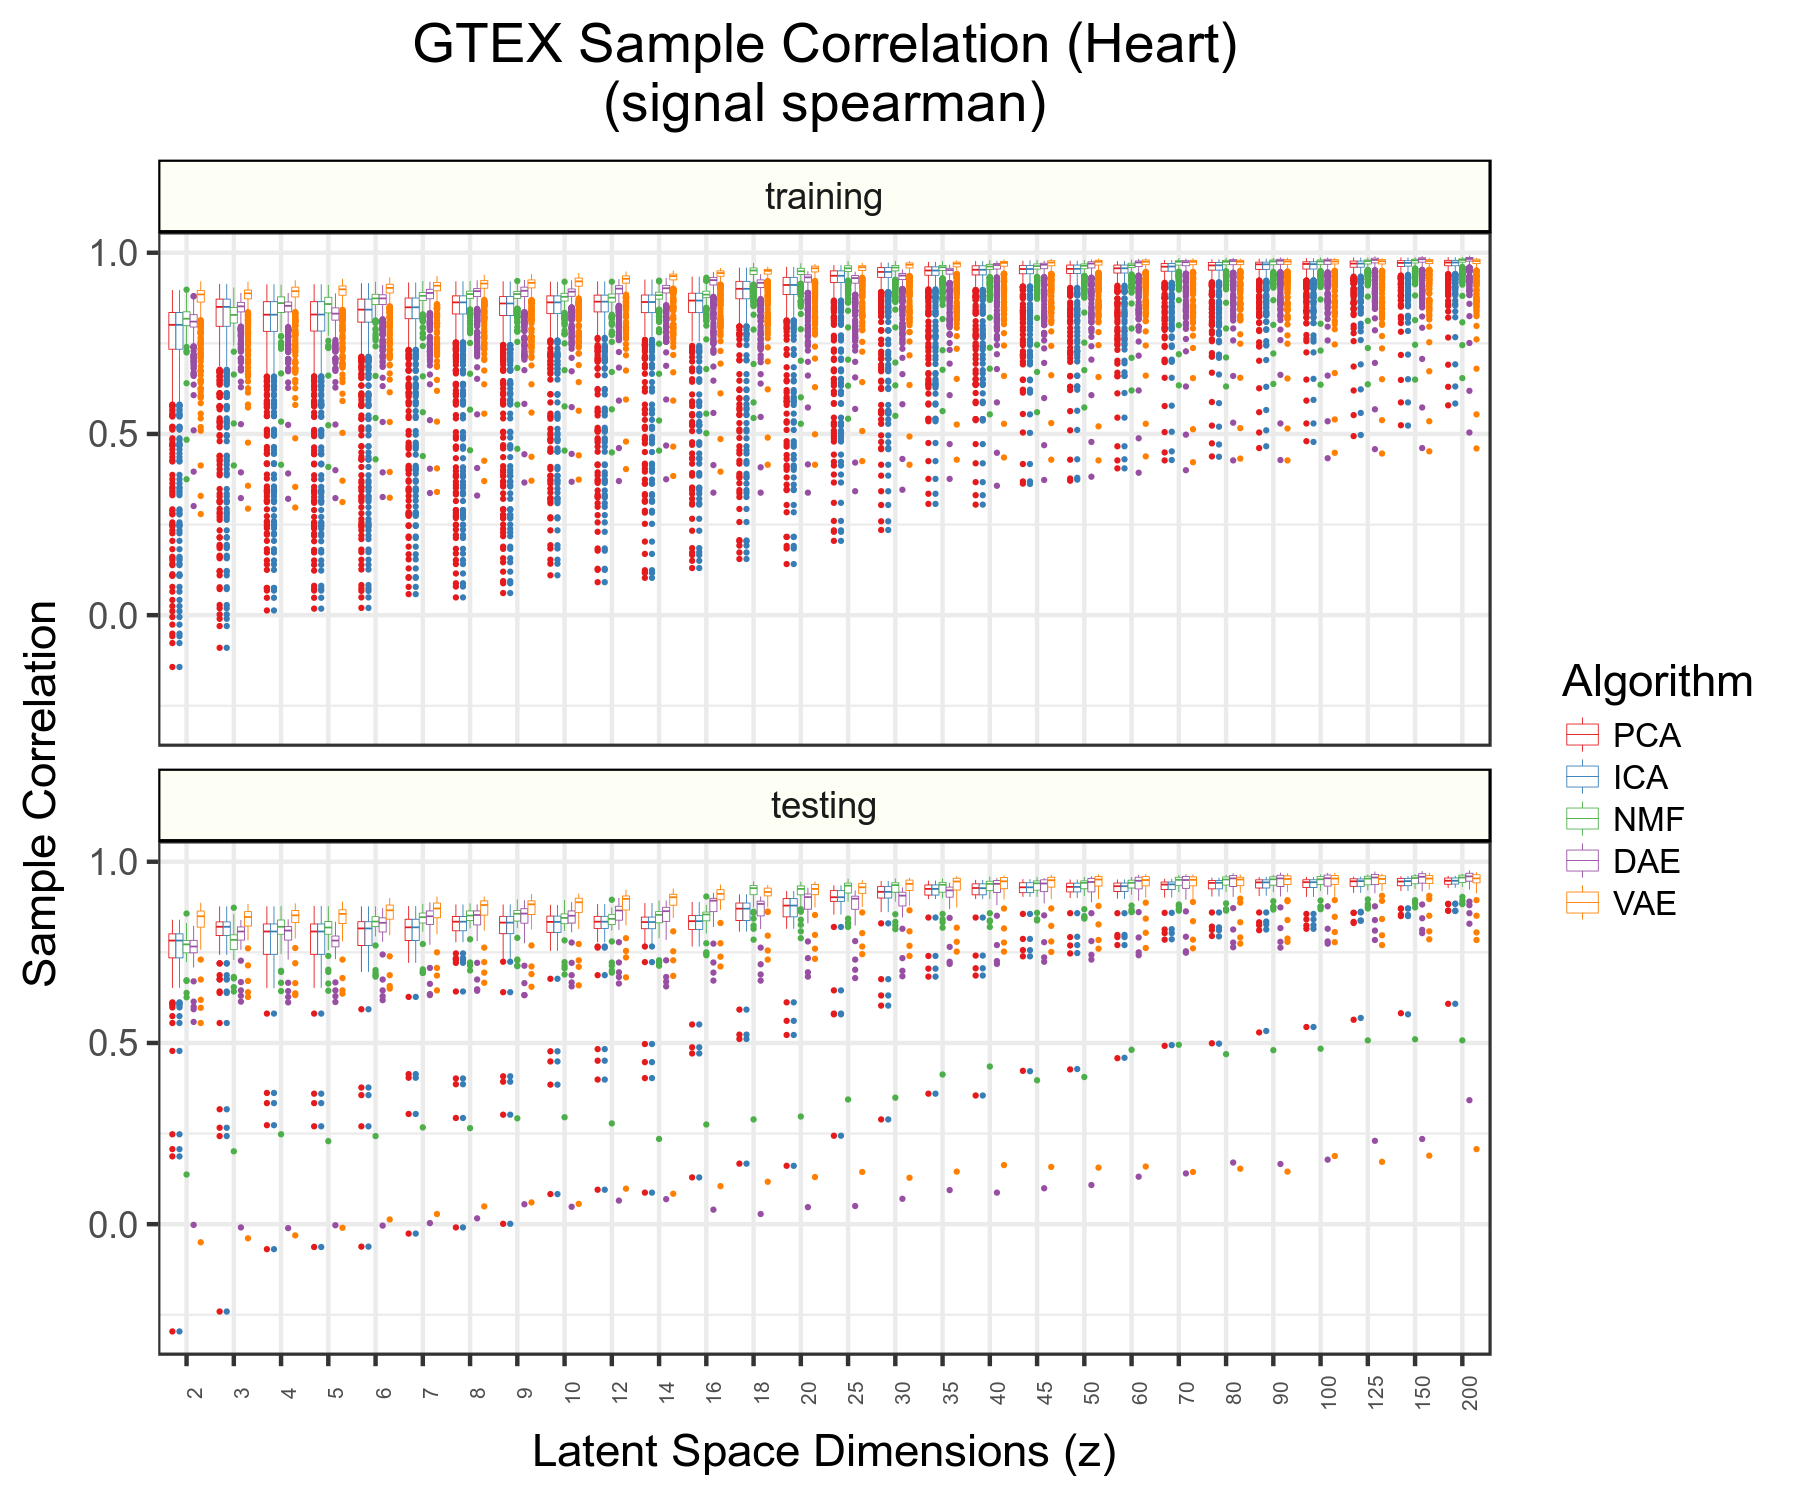 GTEX Sample Correlation (Heart)
(signal spearman)
training
1.0
0.5
0.0
testing
1.0
0.5
0.0
Sample Correlation
2 3 4 5 6 7 8 9 10 12 14 16 18 20 25 30 35 40 45 50 60 70 80 90 100 125 150 200
Latent Space Dimensions (z)
Algorithm
PCA
ICA
NMF
DAE
VAE